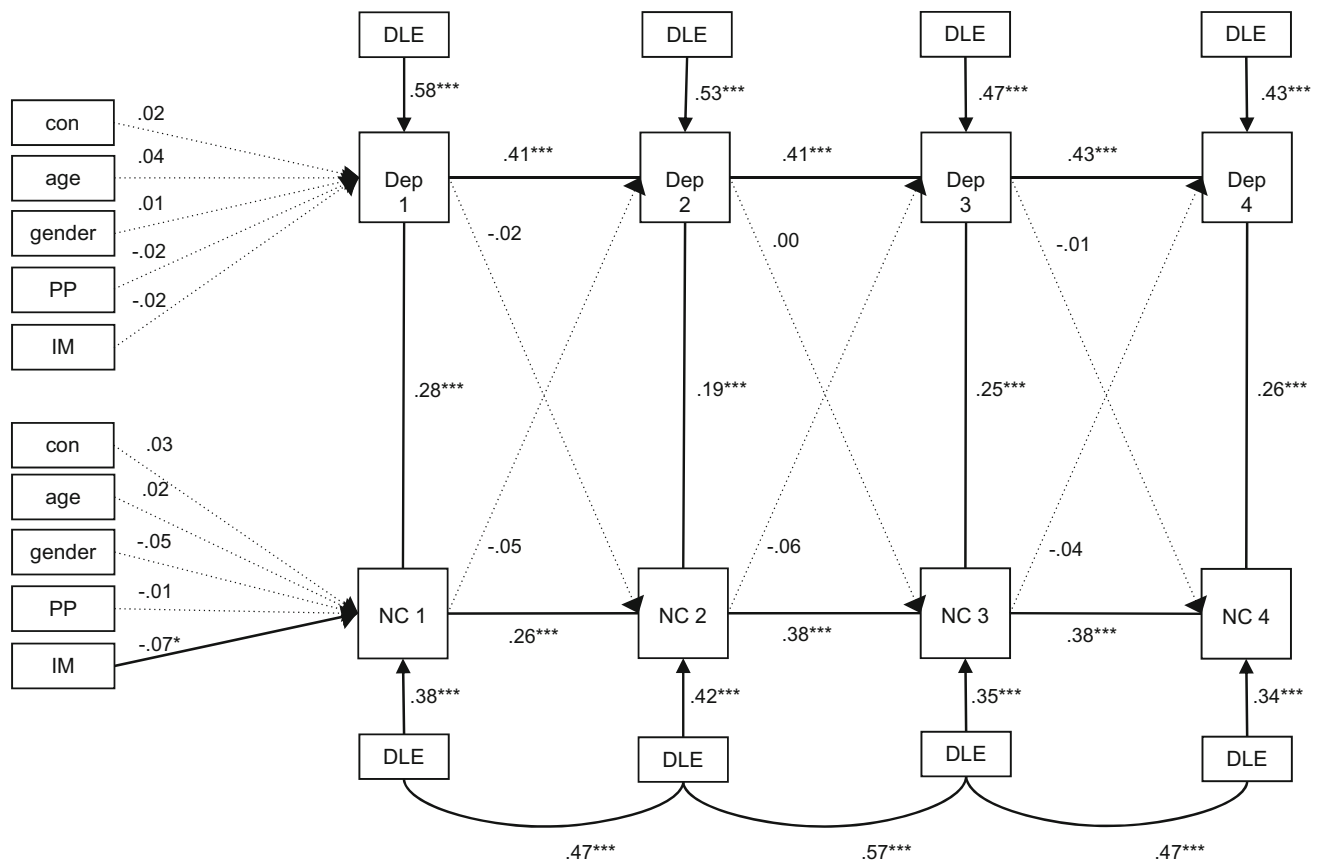 DLE
DLE
DLE
DLE
.58***
.53***
.47***
.43***
con
.02
age
.04
gender
.01
PP
-.02
IM
-.02
Dep
1
.41***
Dep
2
.41***
Dep
3
.43***
Dep
4
-.02
.00
-.01
.28***
.19***
.25***
.26***
con
.03
age
.02
gender
-.05
PP
-.01
IM
-.07*
-.05
-.06
-.04
NC 1
.26***
NC 2
.38***
NC 3
.38***
NC 4
.38***
.42***
.35***
.34***
DLE
DLE
DLE
DLE
.47***
.57***
.47***